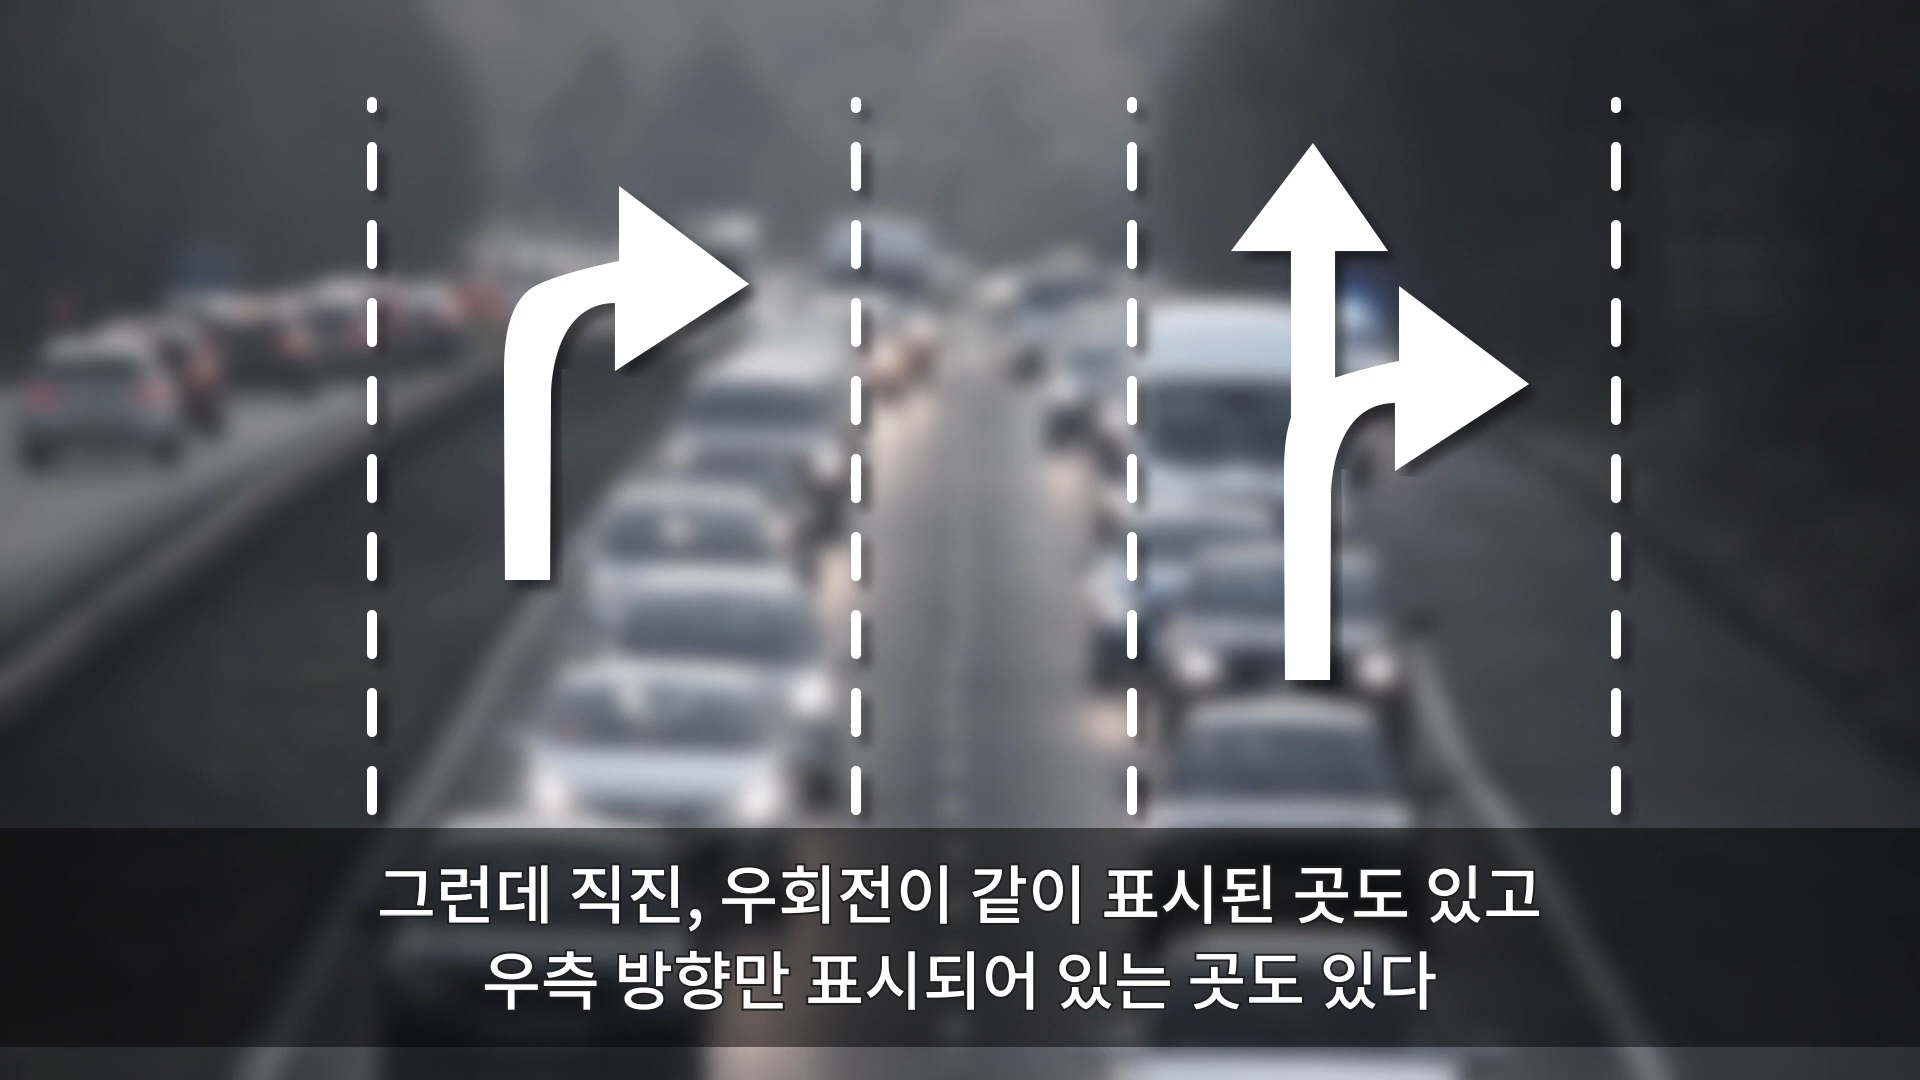 그런데 직진, 우회전이 같이 표시된 곳도 있고
우측 방향만 표시되어 있는 곳도 있다